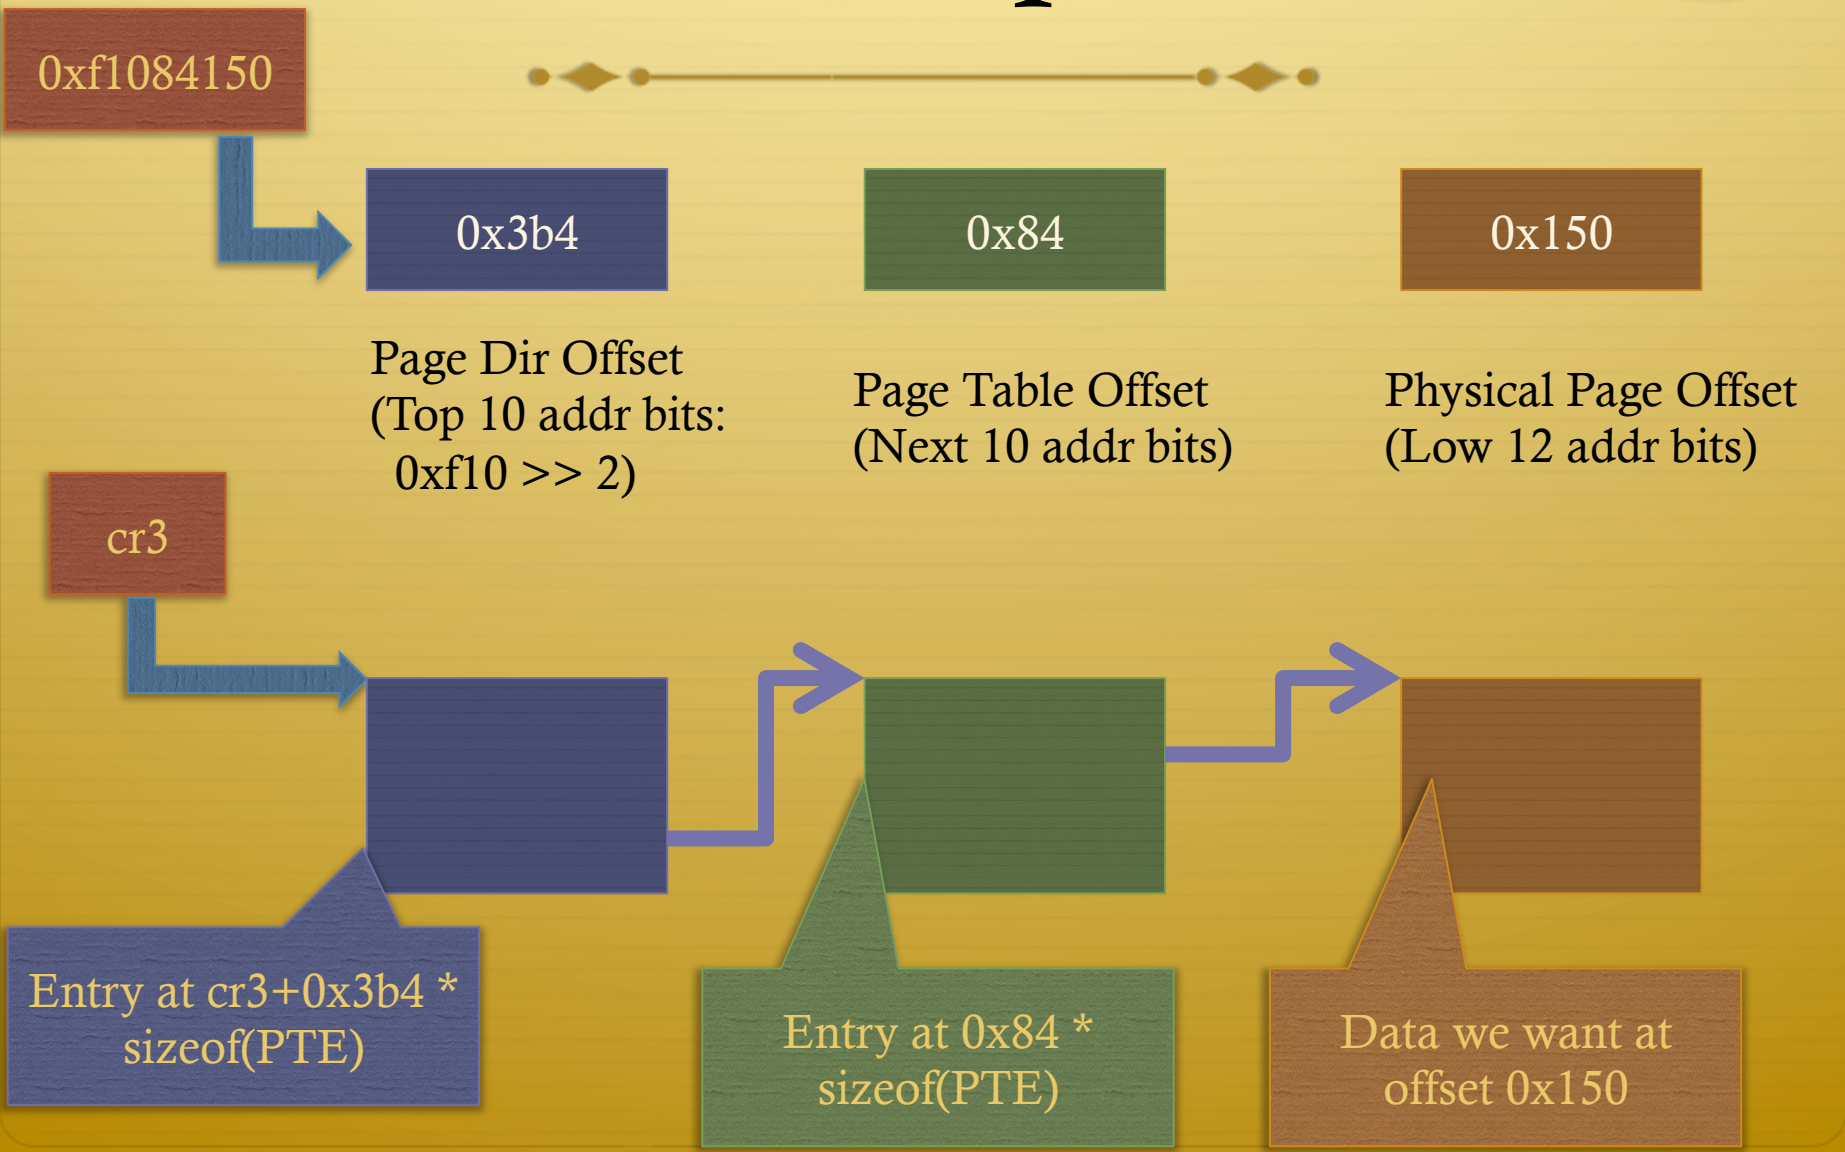 0xf1084150
0x3b4
0x84
0x150
Page Dir Offset
(Top 10 addr bits:
0xf10 >> 2)
Page Table Offset
(Next 10 addr bits)
Physical Page Offset
(Low 12 addr bits)
cr3
Entry at cr3+0x3b4 *
sizeof(PTE)
Entry at 0x84 *
sizeof(PTE)
Data we want at
offset 0x150